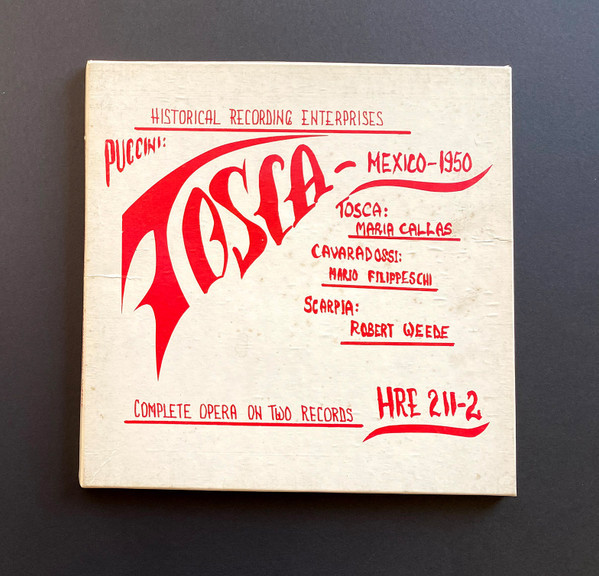 HISTORICAL RECORDING ENTERPRISES
PUCCINI:
TOSCA - MEXICO-1950
TOSCA:
MARIA CALLAS
CAVARADOSSI:
MARIO FILIPPESCHI
SCARPIA:
ROBERT WEEDE
COMPLETE OPERA ON TWO RECORDS
HRE 211-2